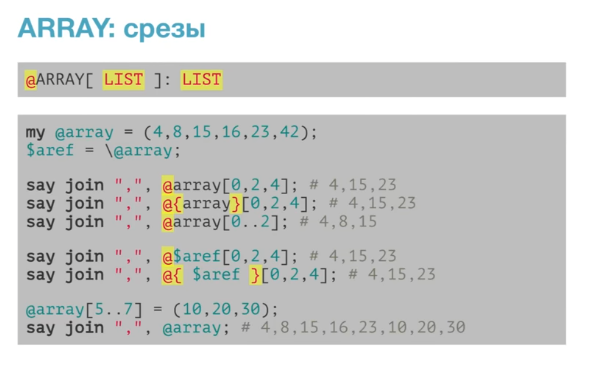 ARRAY: срезы
@ARRAY[ LIST ]: LIST
my @array = (4,8,15,16,23,42);
$aref = \@array;
say join ",", @array[0,2,4]; # 4,15,23
say join ",", @{array}[0,2,4]; # 4,15,23
say join ",", @array[0..2]; # 4,8,15
say join ",", @$aref[0,2,4]; # 4,15,23
say join ",", @{ $aref }[0,2,4]; # 4,15,23
@array[5..7] = (10,20,30);
say join ",", @array; # 4,8,15,16,23,10,20,30